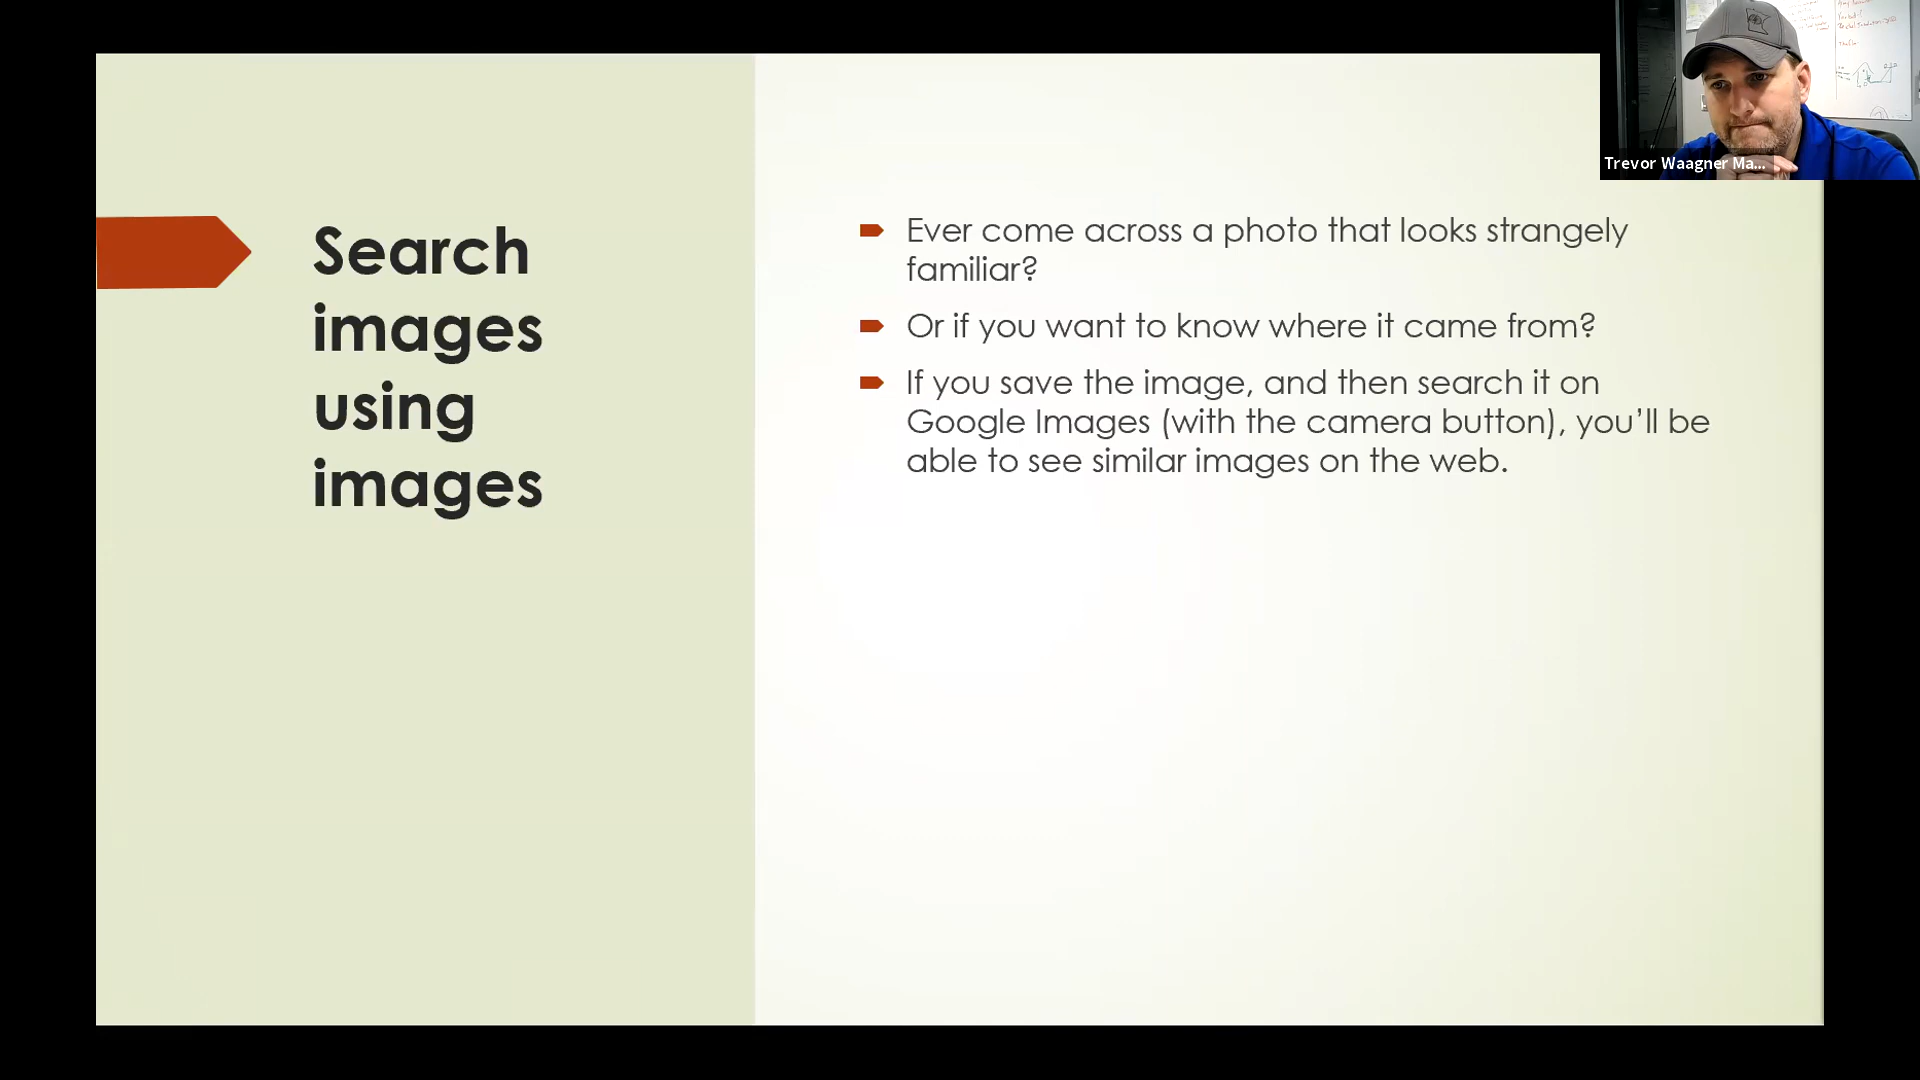 Search
images
using
images
Ever come across a photo that looks strangely
familiar?
Or if you want to know where it came from?
If you save the image, and then search it on
Google Images (with the camera button), you’ll be
able to see similar images on the web.
Trevor Waagner Ma...